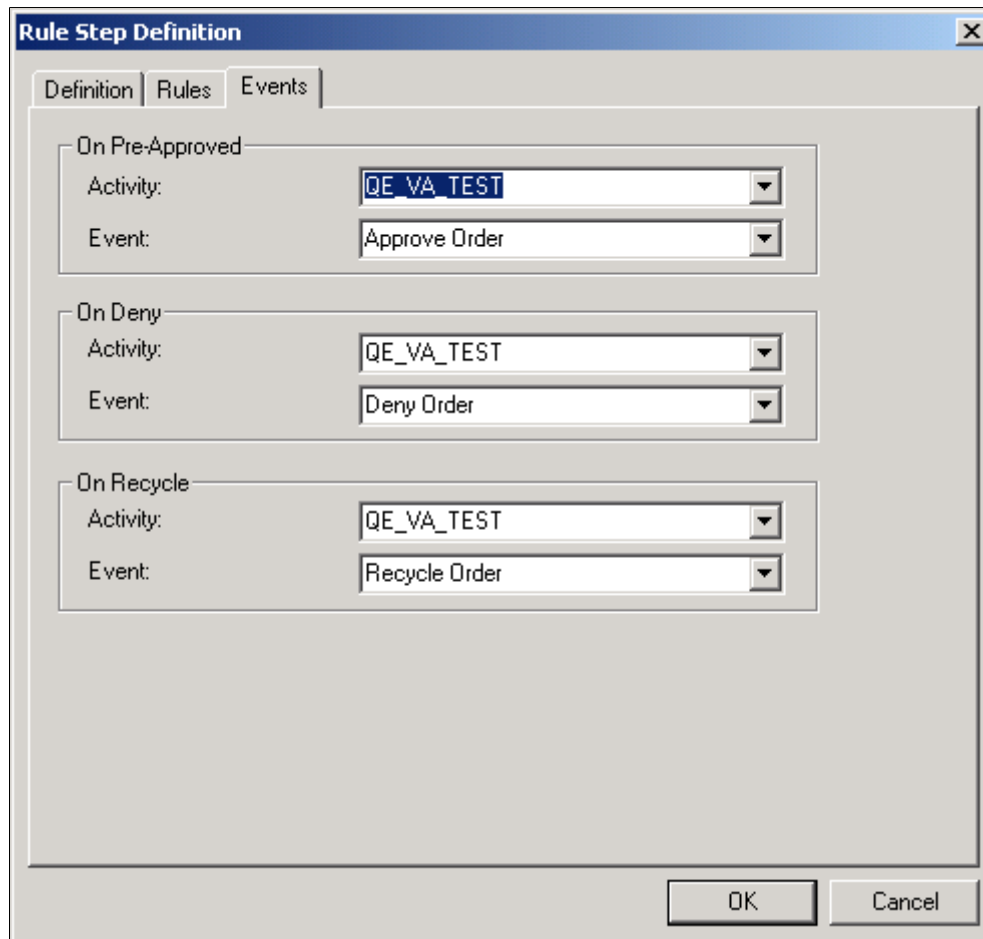 Rule Step Definition
Definition Rules Events
On Pre-Approved
Activity: QE_VA_TEST
Event: Approve Order
On Deny
Activity: QE_VA_TEST
Event: Deny Order
On Recycle
Activity: QE_VA_TEST
Event: Recycle Order
OK Cancel